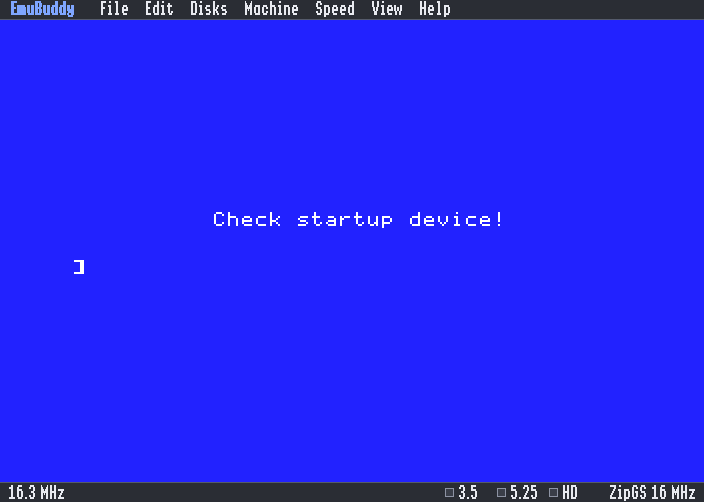 EmuBuddy File Edit Disks Machine Speed View Help
Check startup device!
]
16.3 MHz 3.5 5.25 HD ZipGS 16 MHz